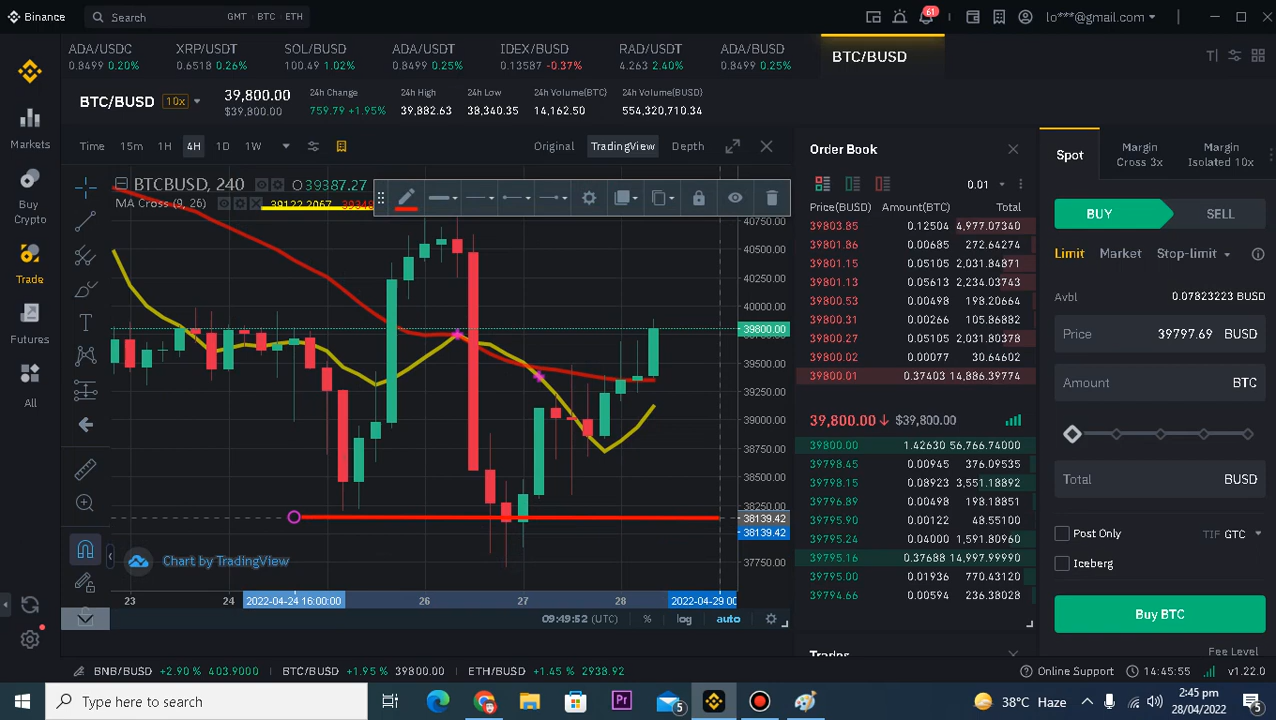 Binance
Search
GMT · BTC · ETH
61
lo***@gmail.com
ADA/USDC
0.8499 0.20%
XRP/USDT
0.6518 0.26%
SOL/BUSD
100.49 1.02%
ADA/USDT
0.8499 0.25%
IDEX/BUSD
0.13587 -0.37%
RAD/USDT
4.263 2.40%
ADA/BUSD
0.8499 0.25%
BTC/BUSD
BTC/BUSD
10x
39,800.00
$39,800.00
24h Change
759.79 +1.95%
24h High
39,882.63
24h Low
38,340.35
24h Volume(BTC)
14,162.50
24h Volume(BUSD)
554,320,710.34
Markets
Buy
Crypto
Trade
Futures
All
Time
15m
1H
4H
1D
1W
Original
TradingView
Depth
BTCBUSD, 240
O39387.27
MA Cross (9, 26)
39122.2067
40750.00
40500.00
40250.00
40000.00
39800.00
39500.00
39250.00
39000.00
38750.00
38500.00
38250.00
38139.42
38139.42
37750.00
Chart by TradingView
23
24
2022-04-24 16:00:00
26
27
28
2022-04-29 00
09:49:52 (UTC)
%
log
auto
Order Book
0.01
Price(BUSD) Amount(BTC) Total
39803.85 0.12504 4,977.07340
39801.86 0.00685 272.64274
39801.15 0.05105 2,031.84871
39801.13 0.05613 2,234.03743
39800.53 0.00498 198.20664
39800.31 0.00266 105.86882
39800.27 0.05105 2,031.80378
39800.02 0.00077 30.64602
39800.01 0.37403 14,886.39774
39,800.00 $39,800.00
39800.00 1.42630 56,766.74000
39798.45 0.00945 376.09535
39798.15 0.08923 3,551.18892
39796.89 0.00498 198.18851
39795.90 0.00122 48.55100
39795.24 0.04000 1,591.80960
39795.16 0.37688 14,997.99990
39795.00 0.01936 770.43120
39794.66 0.00594 236.38028
Trades
Spot
Margin
Cross 3x
Margin
Isolated 10x
BUY
SELL
Limit
Market
Stop-limit
Avbl
0.07823223 BUSD
Price
39797.69 BUSD
Amount
BTC
Total
BUSD
Post Only
TIF GTC
Iceberg
Buy BTC
Fee Level
BNB/BUSD +2.90 % 403.9000
BTC/BUSD +1.95 % 39800.00
ETH/BUSD +1.45 % 2938.92
Online Support
14:45:55
v1.22.0
Type here to search
Pr
5
38°C Haze
2:45 pm
28/04/2022
5